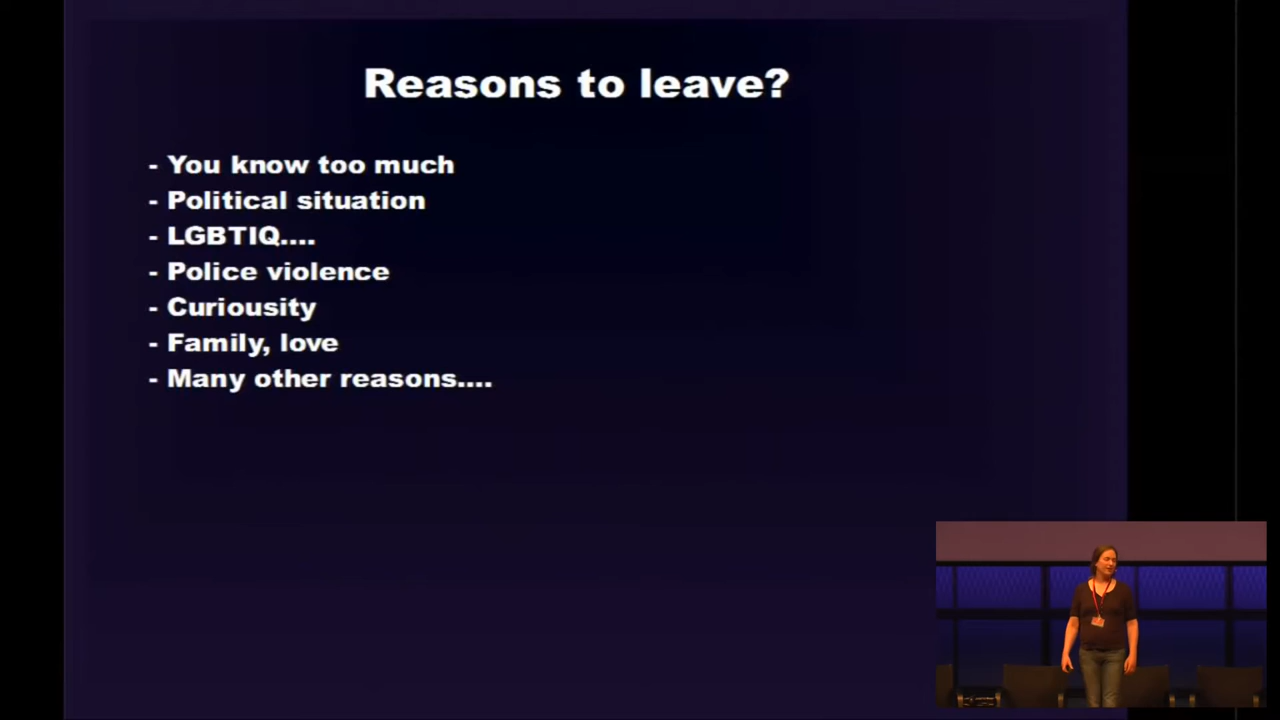 Reasons to leave?
- You know too much
- Political situation
- LGBTIQ....
- Police violence
- Curiousity
- Family, love
- Many other reasons....